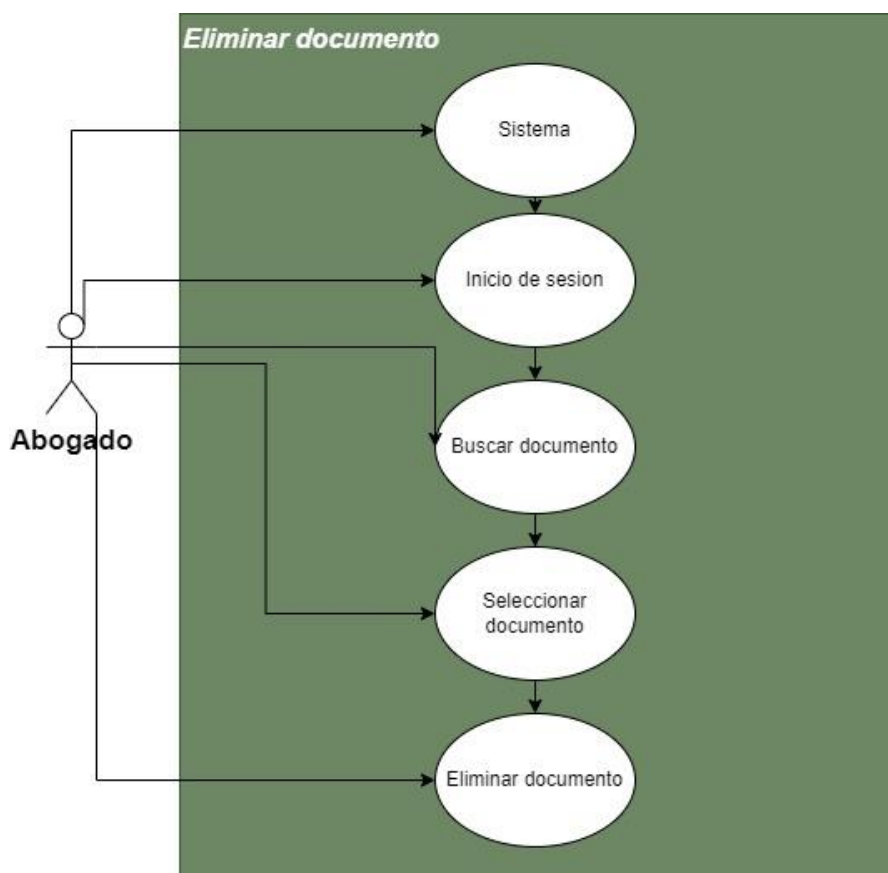 Eliminar documento
Sistema
Inicio de sesion
Abogado
Buscar documento
Seleccionar
documento
Eliminar documento